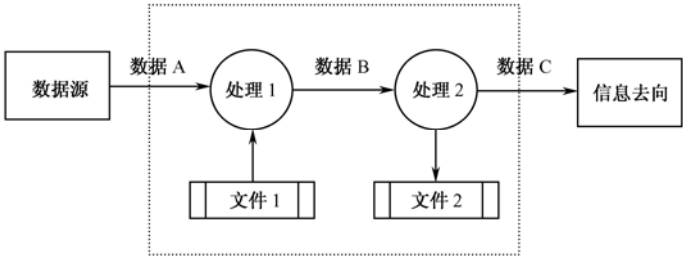 数据源
数据 A
处理 1
数据 B
处理 2
数据 C
信息去向
文件 1
文件 2